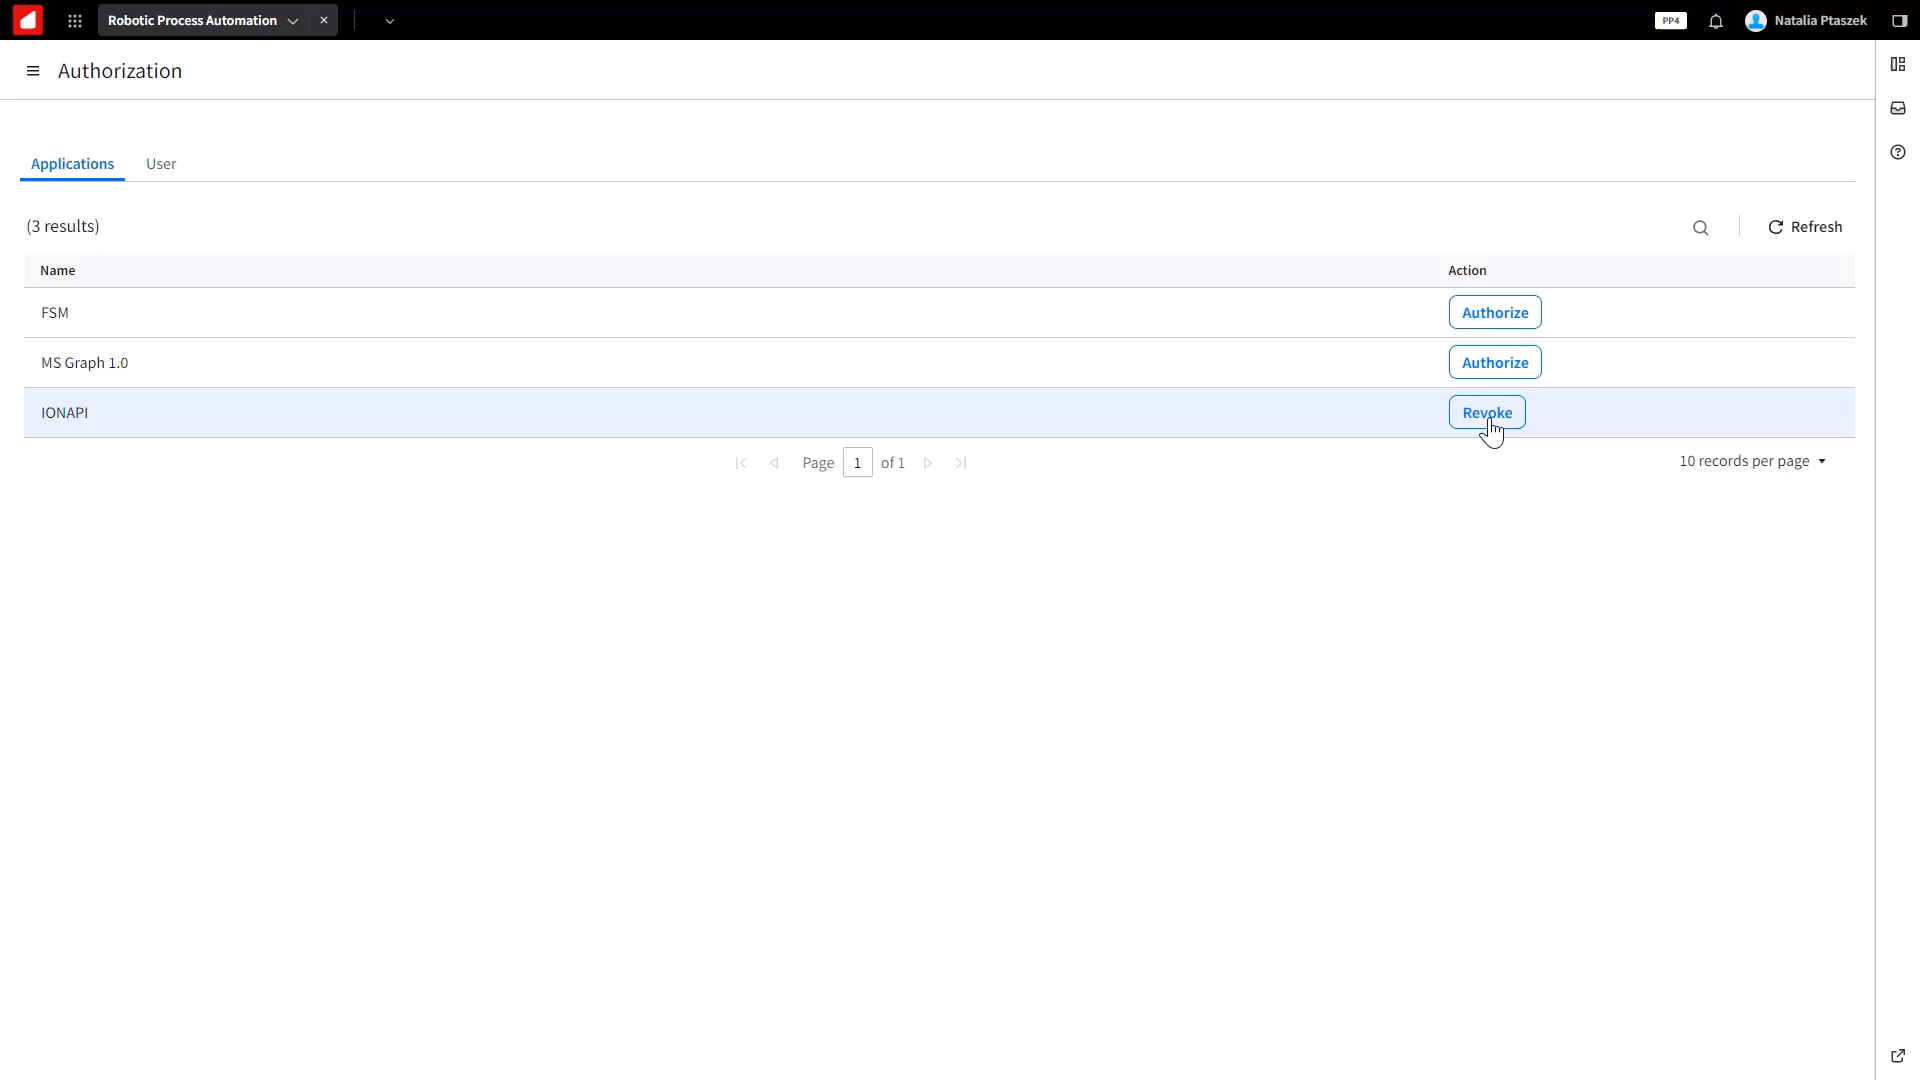 Robotic Process Automation
PP4
Natalia Ptaszek
Authorization
Applications
User
(3 results)
Refresh
Name
Action
FSM
Authorize
MS Graph 1.0
Authorize
IONAPI
Revoke
Page 1 of 1
10 records per page